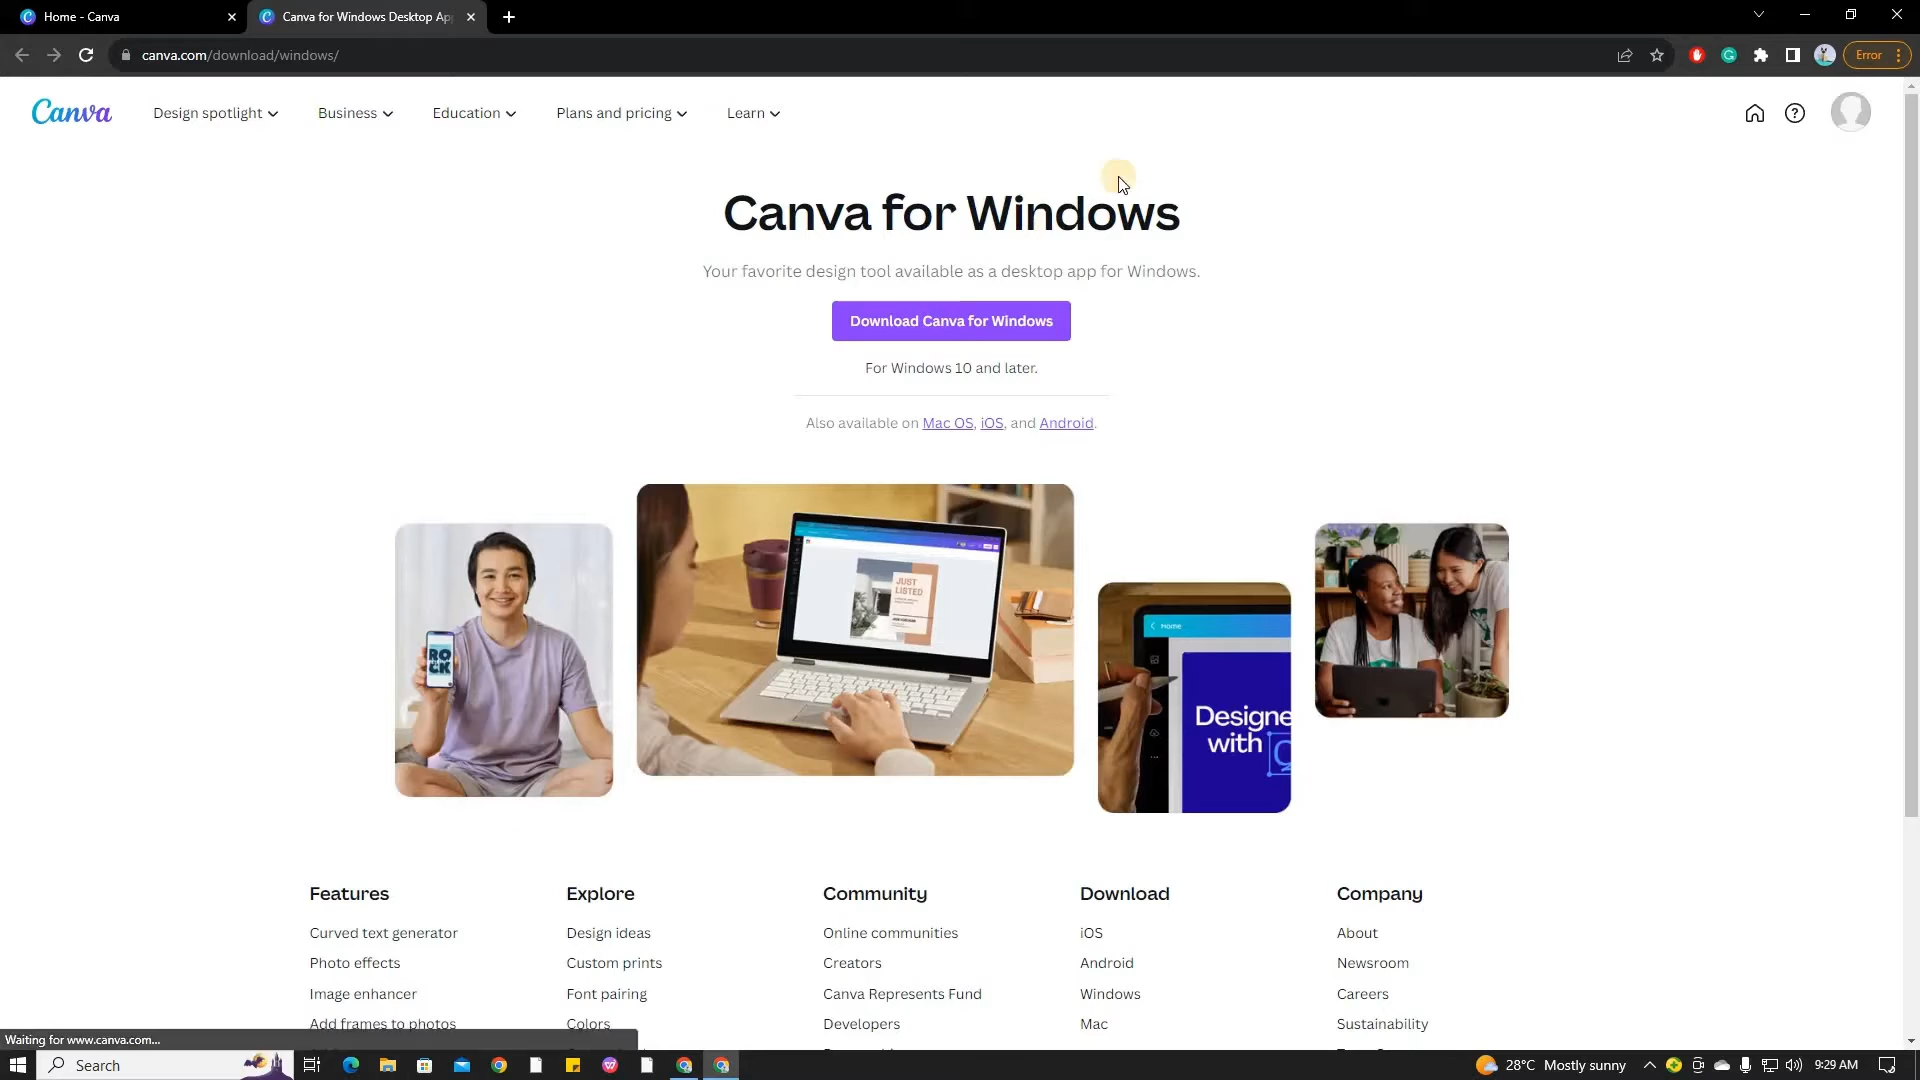 Home - Canva
Canva for Windows Desktop Ap
canva.com/download/windows/
Error
Canva
Design spotlight
Business
Education
Plans and pricing
Learn
Canva for Windows
Your favorite design tool available as a desktop app for Windows.
Download Canva for Windows
For Windows 10 and later.
Also available on Mac OS, iOS, and Android.
RO
CK
JUST
LISTED
Home
Designe
with
Features
Curved text generator
Photo effects
Image enhancer
Add frames to photos
Explore
Design ideas
Custom prints
Font pairing
Colors
Community
Online communities
Creators
Canva Represents Fund
Developers
Download
iOS
Android
Windows
Mac
Company
About
Newsroom
Careers
Sustainability
Waiting for www.canva.com...
Search
28°C Mostly sunny
9:29 AM